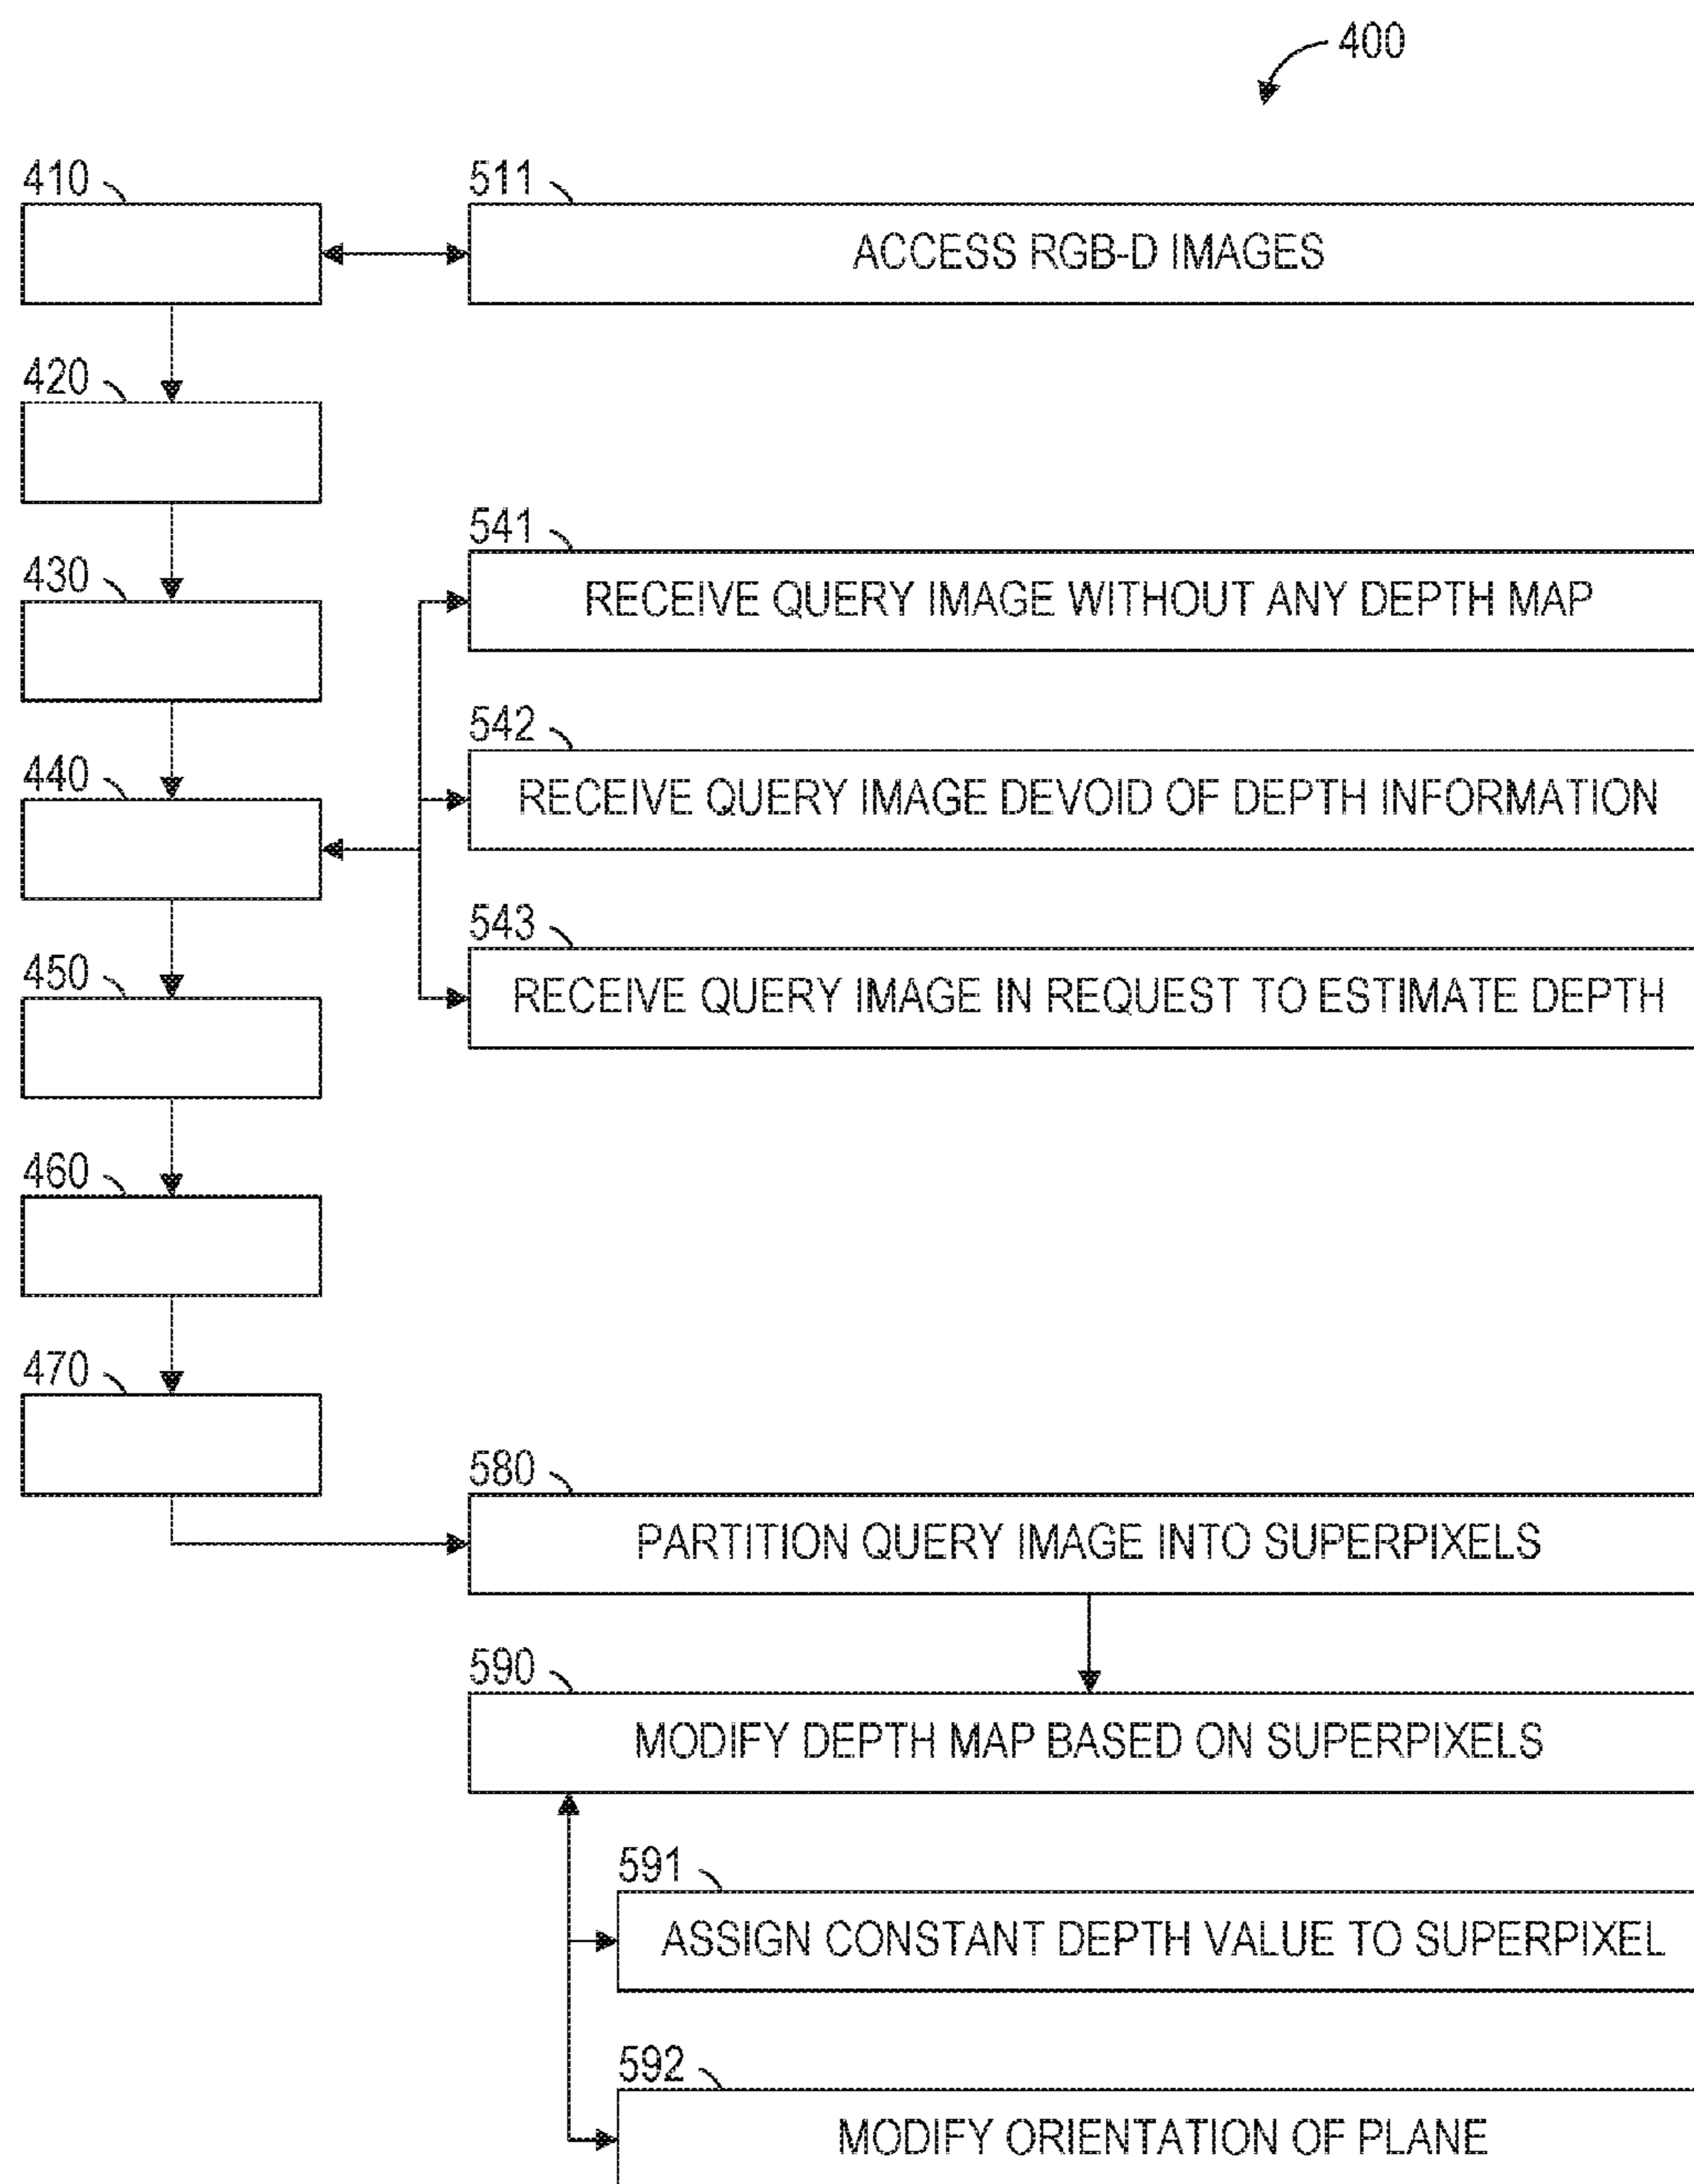 400
410
511
ACCESS RGB-D IMAGES
420
430
541
RECEIVE QUERY IMAGE WITHOUT ANY DEPTH MAP
542
RECEIVE QUERY IMAGE DEVOID OF DEPTH INFORMATION
440
543
RECEIVE QUERY IMAGE IN REQUEST TO ESTIMATE DEPTH
450
460
470
580
PARTITION QUERY IMAGE INTO SUPERPIXELS
590
MODIFY DEPTH MAP BASED ON SUPERPIXELS
591
ASSIGN CONSTANT DEPTH VALUE TO SUPERPIXEL
592
MODIFY ORIENTATION OF PLANE